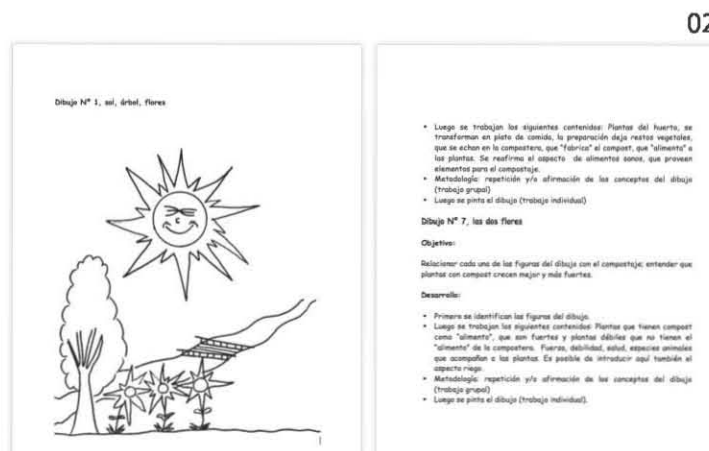 02
Dibujo Nº 1, sol, árbol, flores
• Luego se trabajan los siguientes contenidos: Plantas del huerto, se
transforman en plato de comida, la preparación deja restos vegetales,
que se echan en la compostera, que "fabrica" el compost, que "alimenta" a
las plantas. Se reafirma el aspecto de alimentos sanos, que proveen
elementos para el compostaje.
• Metodología: repetición y/o afirmación de los conceptos del dibujo
(trabajo grupal)
• Luego se pinta el dibujo (trabajo individual)
Dibujo Nº 7, las dos flores
Objetivo:
Relacionar cada una de las figuras del dibujo con el compostaje; entender que
plantas con compost crecen mejor y más fuertes.
Desarrollo:
• Primero se identifican las figuras del dibujo.
• Luego se trabajan los siguientes contenidos: Plantas que tienen compost
como "alimento", que son fuertes y plantas débiles que no tienen el
"alimento" de la compostera. Fuerza, debilidad, salud, especies animales
que acompañan a las plantas. Es posible de introducir aquí también el
aspecto riego.
• Metodología: repetición y/o afirmación de los conceptos del dibujo
(trabajo grupal)
• Luego se pinta el dibujo (trabajo individual).